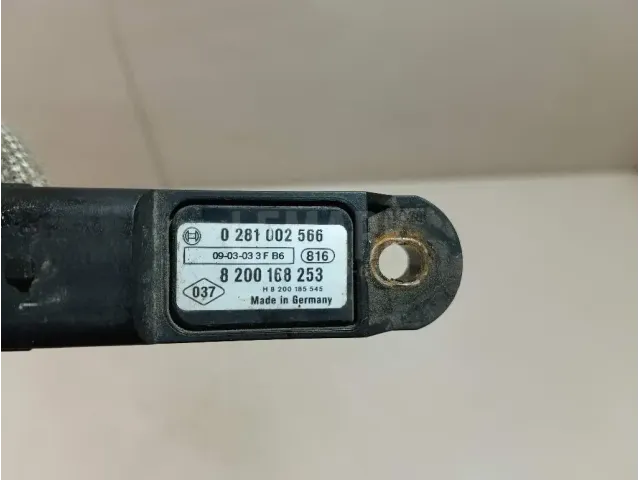 0 281 002 566
09-03-03 3 F B6 816
8 200 168 253
037 H 8 200 185 545
Made in Germany